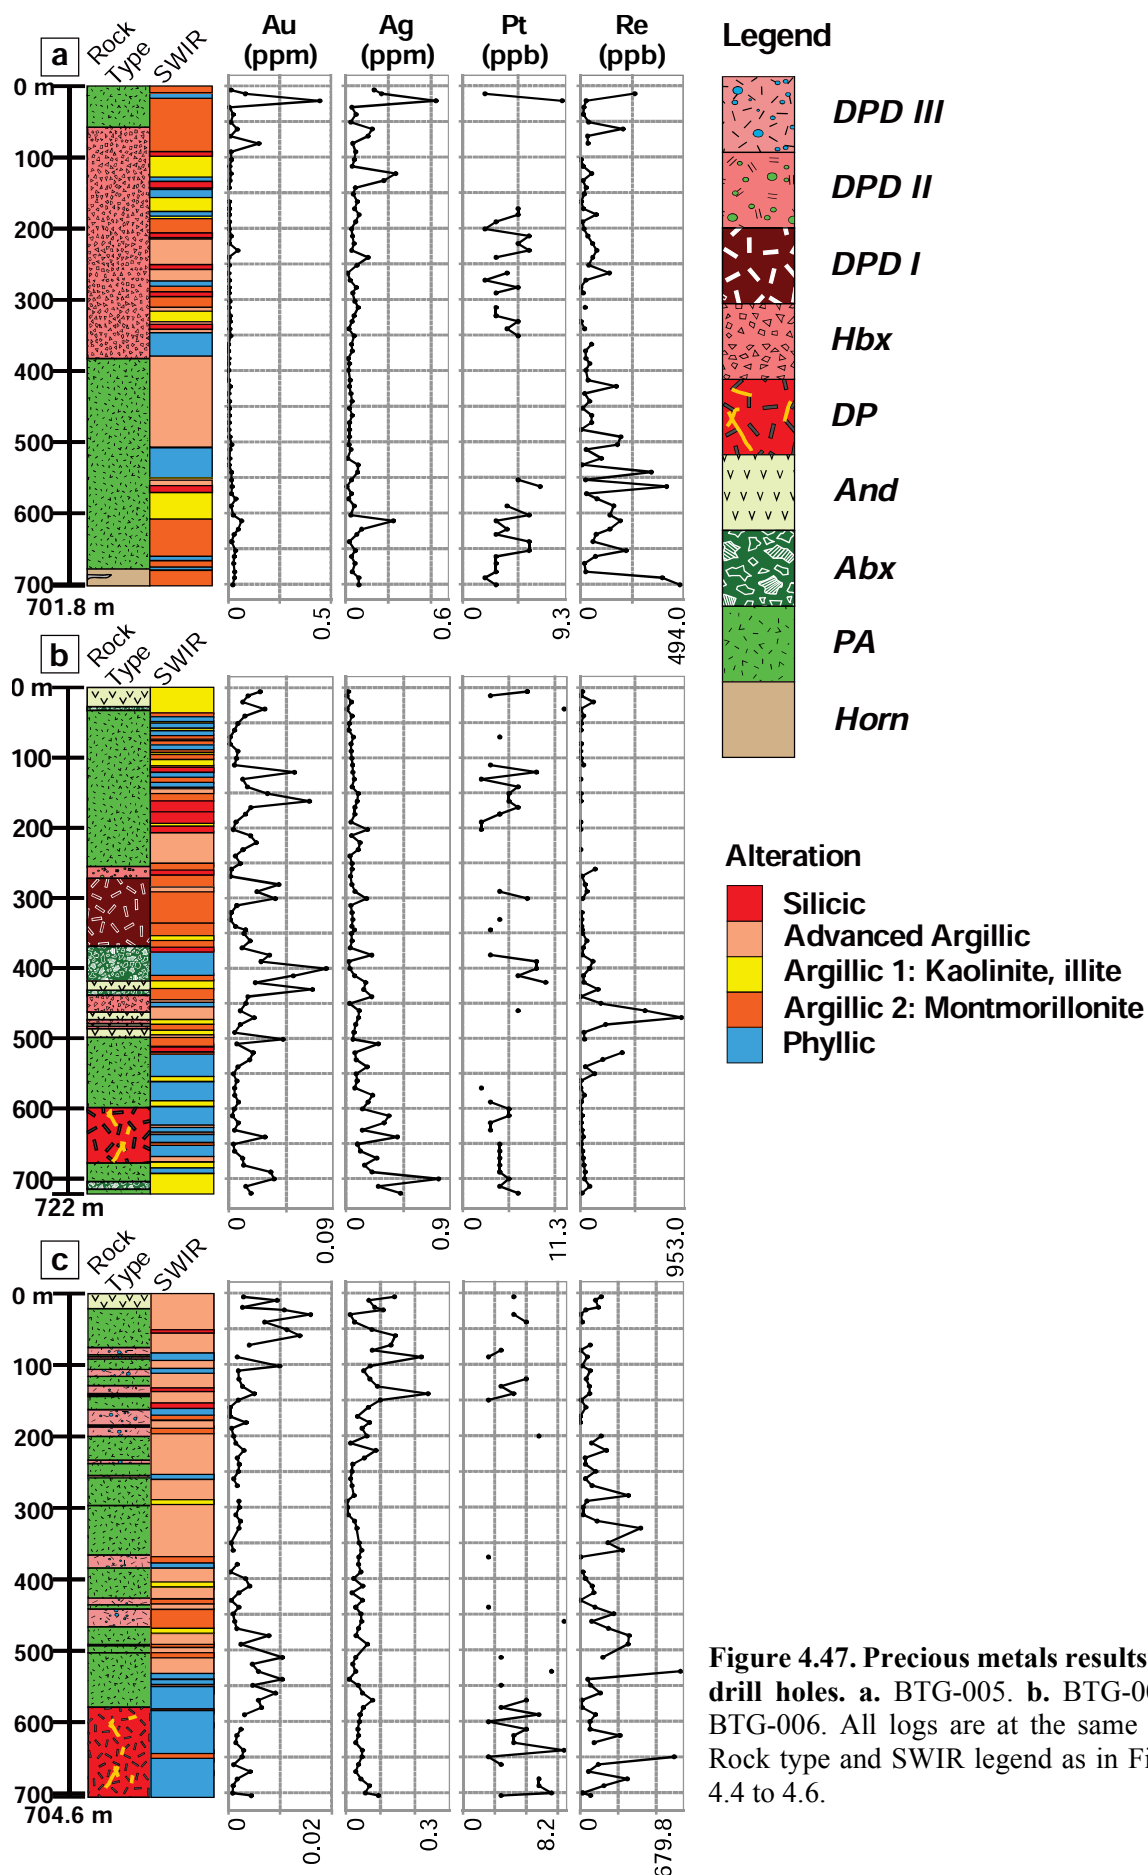 a
Rock Type
SWIR
Au (ppm)
Ag (ppm)
Pt (ppb)
Re (ppb)
0 m
100
200
300
400
500
600
700
701.8 m
0 0.5
0 0.6
0 9.3
0 494.0
b
Rock Type
SWIR
0 m
100
200
300
400
500
600
700
722 m
0 0.09
0 0.9
0 11.3
0 953.0
c
Rock Type
SWIR
0 m
100
200
300
400
500
600
700
704.6 m
0 0.02
0 0.3
0 8.2
0 679.8
Legend
DPD III
DPD II
DPD I
Hbx
DP
And
Abx
PA
Horn
Alteration
Silicic
Advanced Argillic
Argillic 1: Kaolinite, illite
Argillic 2: Montmorillonite
Phyllic
Figure 4.47. Precious metals results
drill holes. a. BTG-005. b. BTG-00
BTG-006. All logs are at the same
Rock type and SWIR legend as in Fi
4.4 to 4.6.